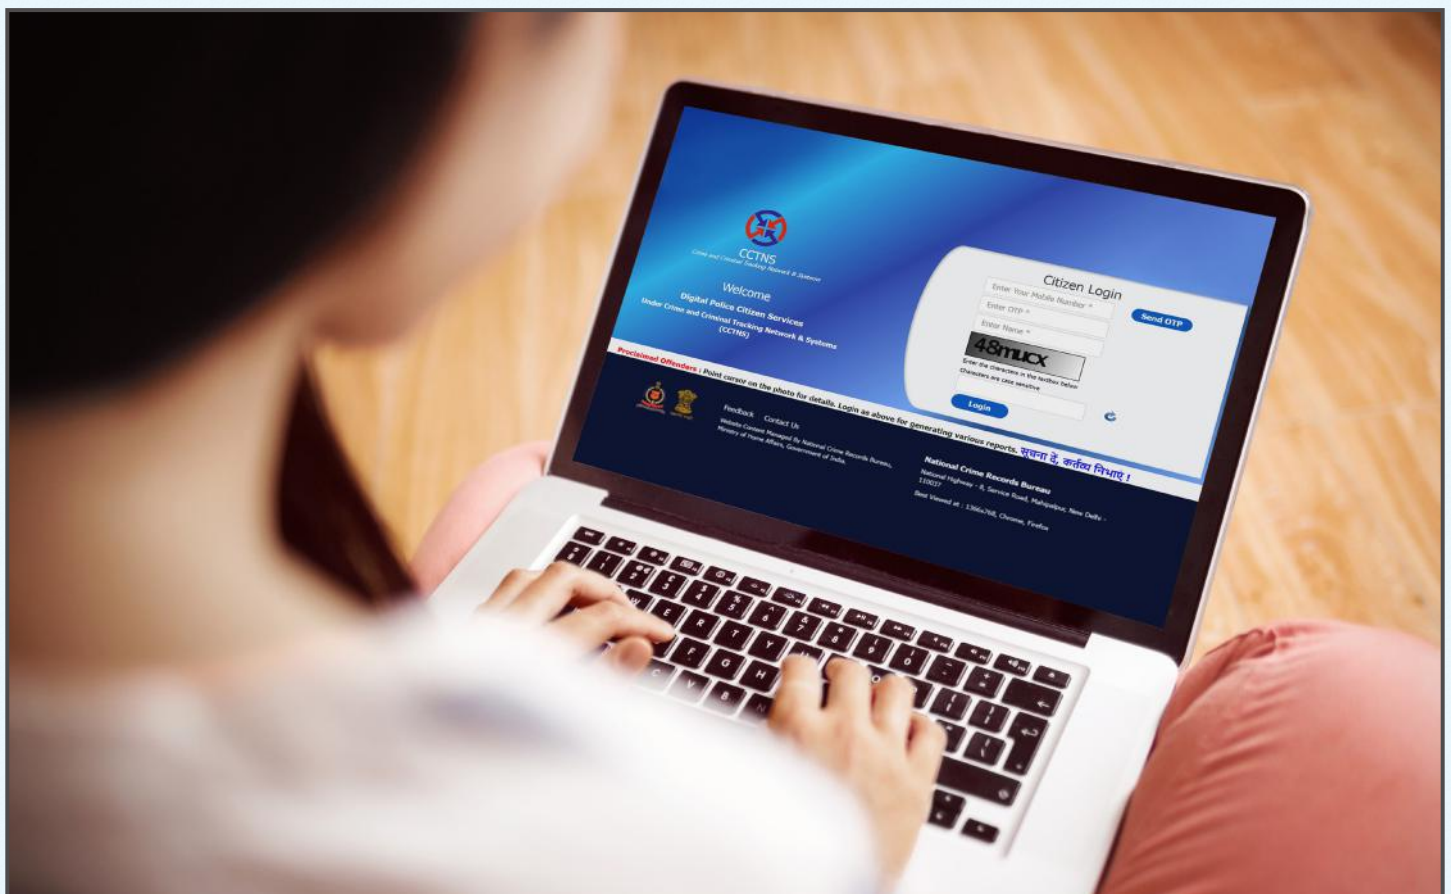 CCTNS
Crime and Criminal Tracking Network & Systems
Welcome
Digital Police Citizen Services
Under Crime and Criminal Tracking Network & Systems
(CCTNS)
Citizen Login
Enter Your Mobile Number *
Send OTP
Enter OTP *
Enter Name *
48mucx
Enter the characters in the textbox below
Characters are case sensitive
Login
Proclaimed Offenders : Point cursor on the photo for details. Login as above for generating various reports. सूचना दें, कर्तव्य निभाएं !
Feedback Contact Us
Website Content Managed By National Crime Records Bureau,
Ministry of Home Affairs, Government of India.
National Crime Records Bureau
National Highway - 8, Service Road, Mahipalpur, New Delhi -
110037
Best Viewed at : 1366x768, Chrome, Firefox